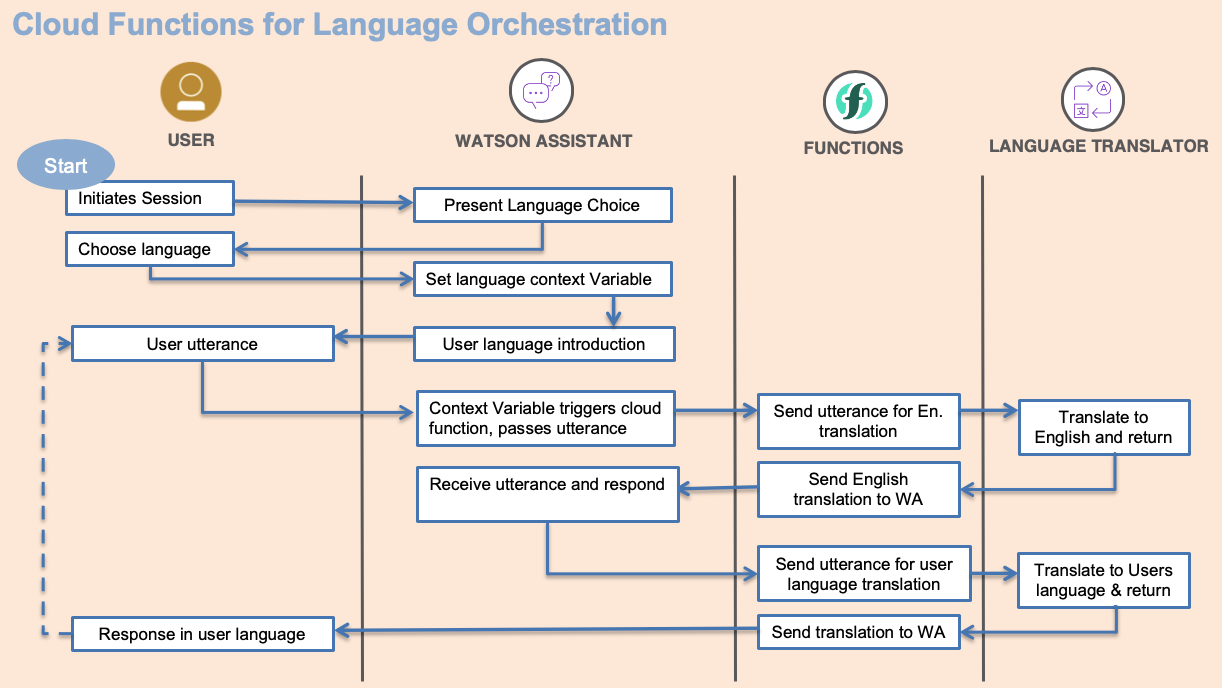 Cloud Functions for Language Orchestration
USER
WATSON ASSISTANT
FUNCTIONS
LANGUAGE TRANSLATOR
Start
Initiates Session
Present Language Choice
Choose language
Set language context Variable
User utterance
User language introduction
Context Variable triggers cloud
function, passes utterance
Send utterance for En.
translation
Translate to
English and return
Receive utterance and respond
Send English
translation to WA
Send utterance for user
language translation
Translate to Users
language & return
Response in user language
Send translation to WA
?
A
文
f